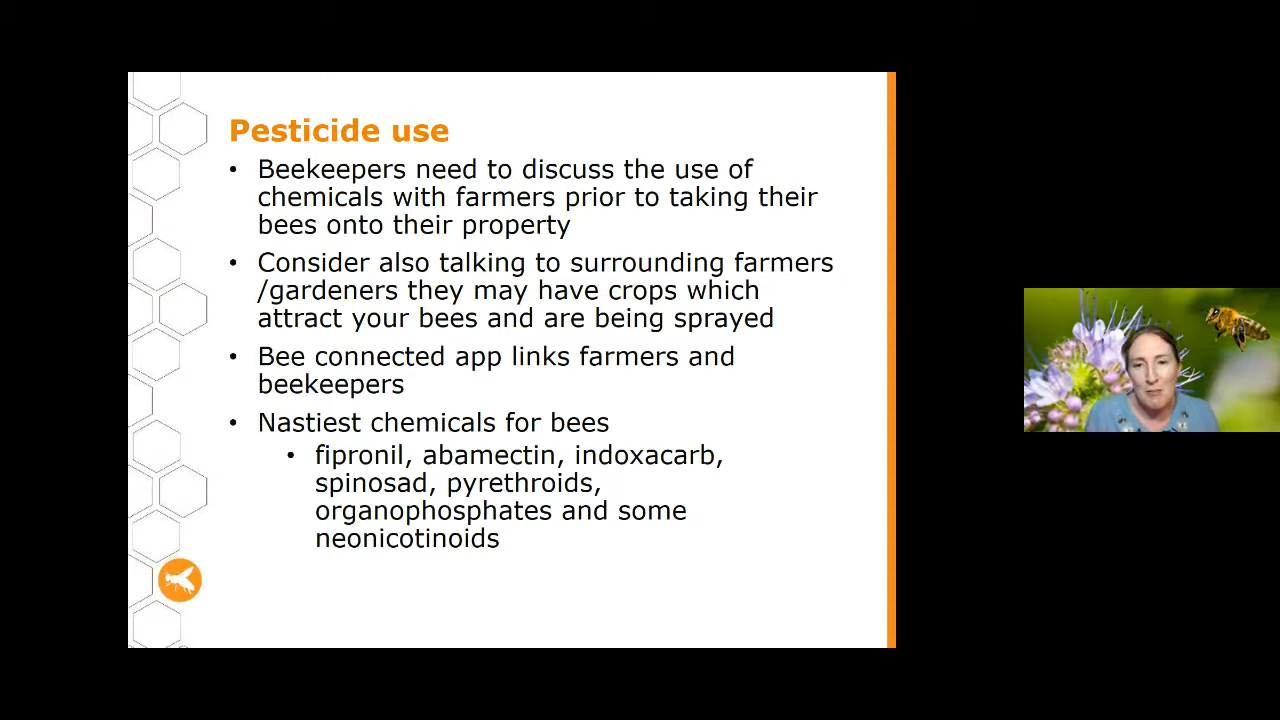 Pesticide use
• Beekeepers need to discuss the use of
chemicals with farmers prior to taking their
bees onto their property
• Consider also talking to surrounding farmers
/gardeners they may have crops which
attract your bees and are being sprayed
• Bee connected app links farmers and
beekeepers
• Nastiest chemicals for bees
• fipronil, abamectin, indoxacarb,
spinosad, pyrethroids,
organophosphates and some
neonicotinoids